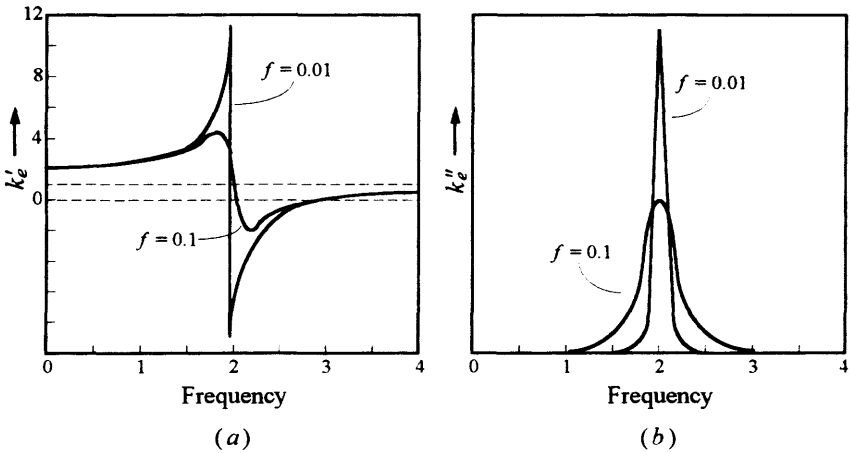 12
8
4
0
k'e
f = 0.01
f = 0.1
0 1 2 3 4
Frequency
(a)
k''e
f = 0.01
f = 0.1
0 1 2 3 4
Frequency
(b)